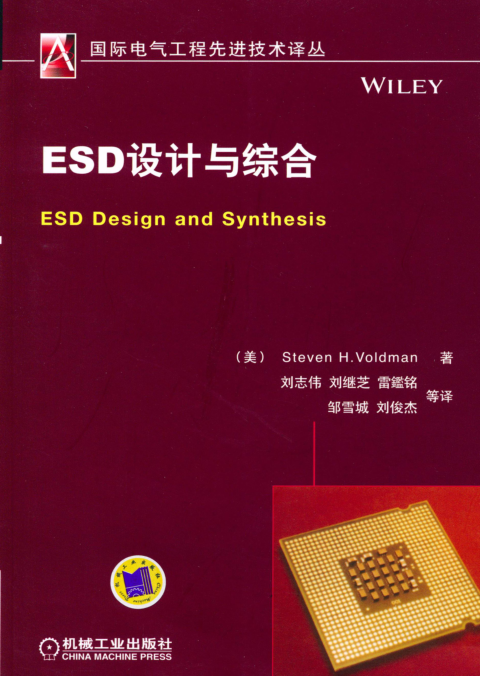 国际电气工程先进技术译丛
WILEY
ESD设计与综合
ESD Design and Synthesis
（美） Steven H.Voldman 著
刘志伟 刘继芝 雷鑑铭
邹雪城 刘俊杰
等译
机械工业出版社
CHINA MACHINE PRESS